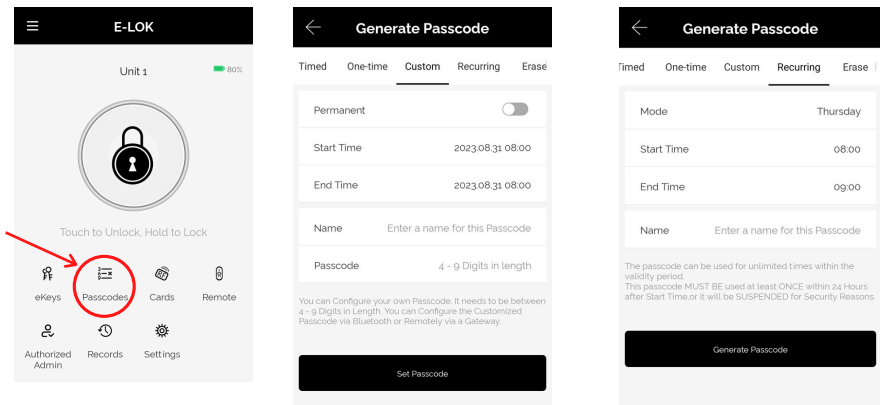 E-LOK
Unit 1
80%
Touch to Unlock, Hold to Lock
eKeys Passcodes Cards Remote
Authorized Admin Records Settings
Generate Passcode
Timed One-time Custom Recurring Erase
Permanent
Start Time 2023.08.31 08:00
End Time 2023.08.31 08:00
Name Enter a name for this Passcode
Passcode 4 - 9 Digits in length
You can Configure your own Passcode. It needs to be between
4 - 9 Digits in Length. You can Configure the Customized
Passcode via Bluetooth or Remotely via a Gateway.
Set Passcode
Generate Passcode
Timed One-time Custom Recurring Erase
Mode Thursday
Start Time 08:00
End Time 09:00
Name Enter a name for this Passcode
The passcode can be used for unlimited times within the
validity period.
This passcode MUST BE used at least ONCE within 24 Hours
after Start Time,or it will be SUSPENDED for Security Reasons.
Generate Passcode